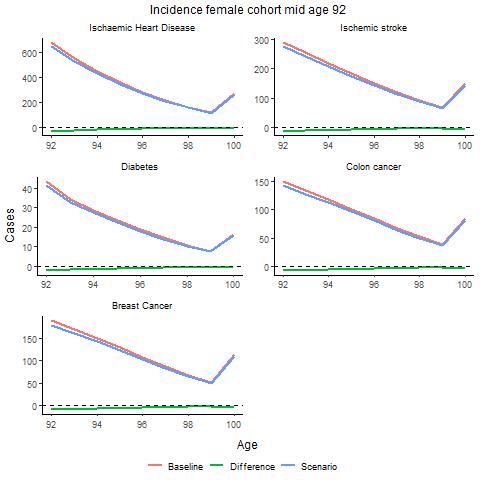 Incidence female cohort mid age 92
Ischaemic Heart Disease
Ischemic stroke
600
400
200
0
92 94 96 98 100
300
200
100
0
92 94 96 98 100
Diabetes
Colon cancer
40
30
20
10
0
92 94 96 98 100
150
100
50
0
92 94 96 98 100
Breast Cancer
150
100
50
0
92 94 96 98 100
Cases
Age
Baseline Difference Scenario